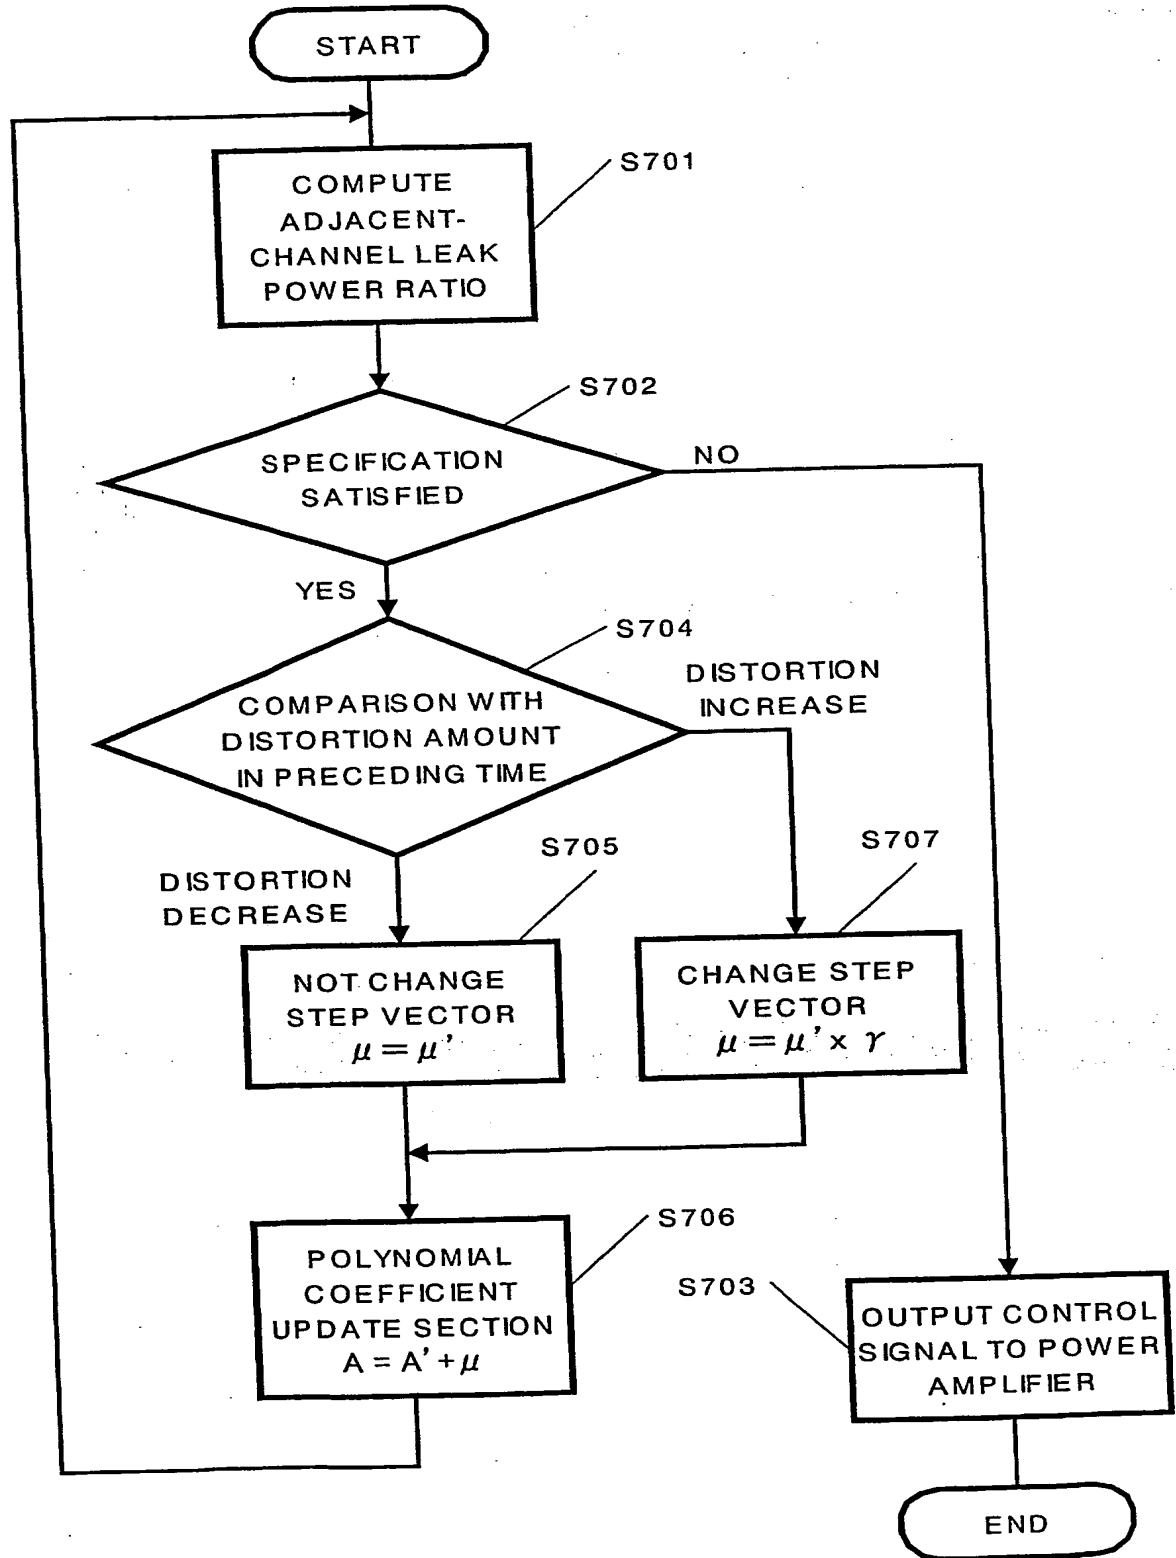 START
S701
COMPUTE
ADJACENT-
CHANNEL LEAK
POWER RATIO
S702
SPECIFICATION
SATISFIED
NO
YES
S704
DISTORTION
INCREASE
COMPARISON WITH
DISTORTION AMOUNT
IN PRECEDING TIME
DISTORTION
DECREASE
S705
S707
NOT CHANGE
STEP VECTOR
μ = μ'
CHANGE STEP
VECTOR
μ = μ' x γ
S706
POLYNOMIAL
COEFFICIENT
UPDATE SECTION
A = A' + μ
S703
OUTPUT CONTROL
SIGNAL TO POWER
AMPLIFIER
END